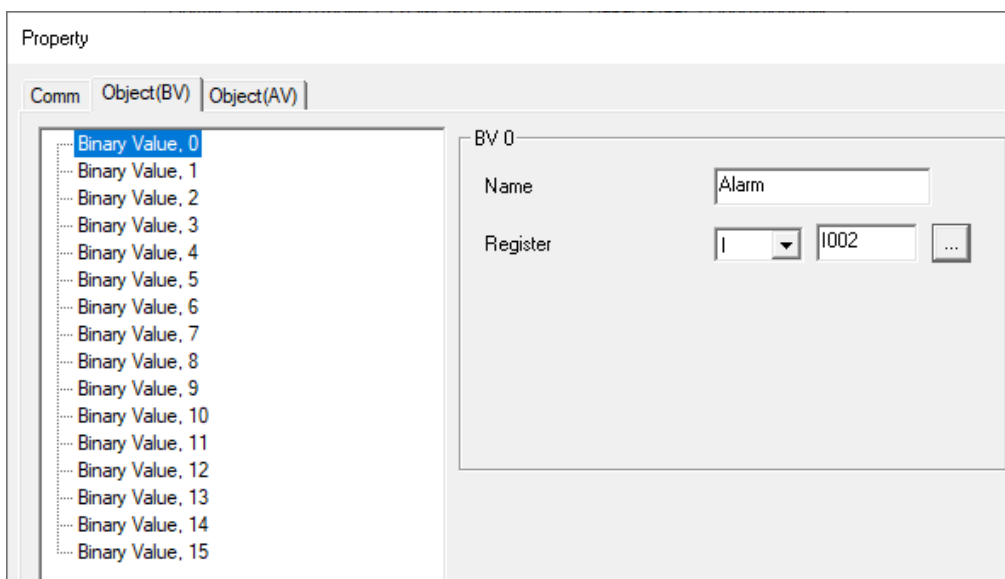 Property
Comm Object(BV) Object(AV)
Binary Value, 0
Binary Value, 1
Binary Value, 2
Binary Value, 3
Binary Value, 4
Binary Value, 5
Binary Value, 6
Binary Value, 7
Binary Value, 8
Binary Value, 9
Binary Value, 10
Binary Value, 11
Binary Value, 12
Binary Value, 13
Binary Value, 14
Binary Value, 15
BV 0
Name Alarm
Register I I002 ...